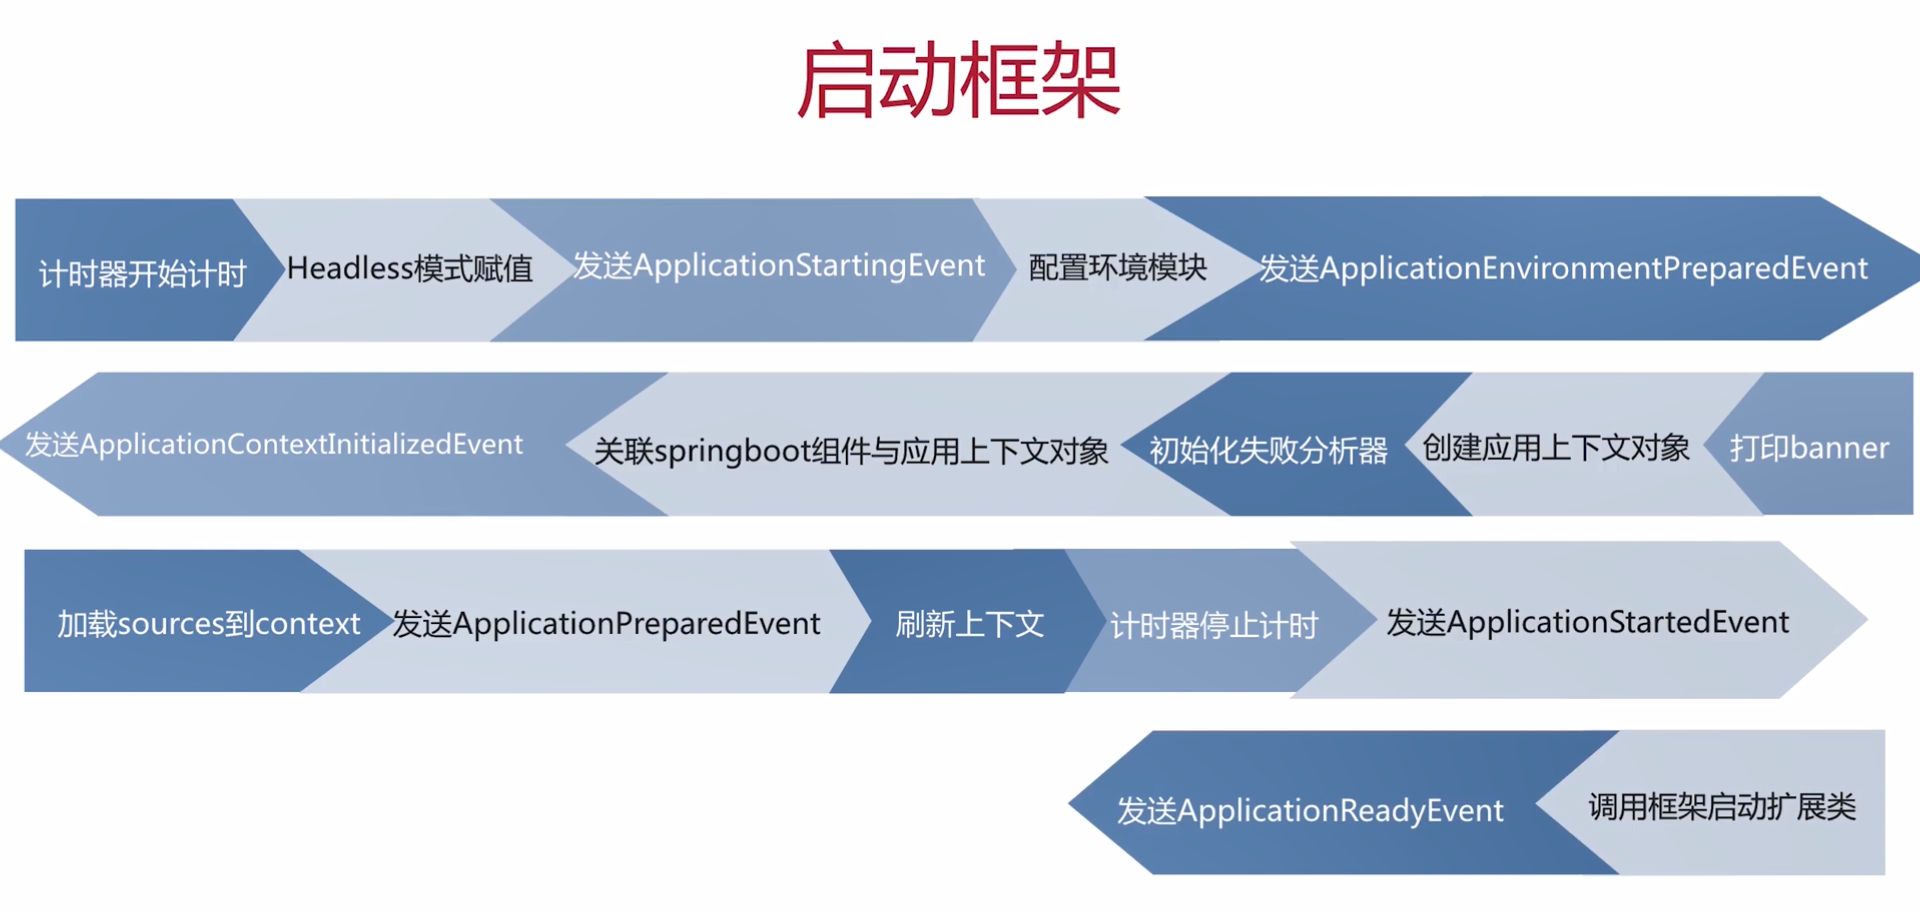 启动框架
计时器开始计时
Headless模式赋值
发送ApplicationStartingEvent
配置环境模块
发送ApplicationEnvironmentPreparedEvent
打印banner
创建应用上下文对象
初始化失败分析器
关联springboot组件与应用上下文对象
发送ApplicationContextInitializedEvent
加载sources到context
发送ApplicationPreparedEvent
刷新上下文
计时器停止计时
发送ApplicationStartedEvent
调用框架启动扩展类
发送ApplicationReadyEvent